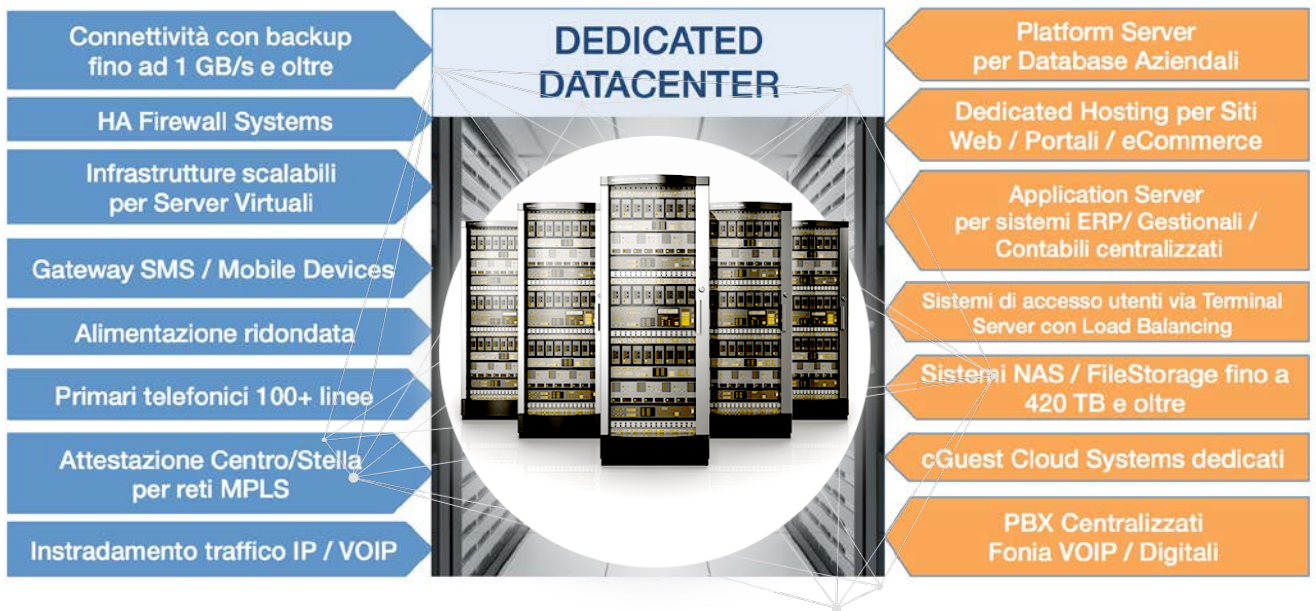 Connettività con backup
fino ad 1 GB/s e oltre
HA Firewall Systems
Infrastrutture scalabili
per Server Virtuali
Gateway SMS / Mobile Devices
Alimentazione ridondata
Primari telefonici 100+ linee
Attestazione Centro/Stella
per reti MPLS
Instradamento traffico IP / VOIP
DEDICATED
DATACENTER
Platform Server
per Database Aziendali
Dedicated Hosting per Siti
Web / Portali / eCommerce
Application Server
per sistemi ERP/ Gestionali /
Contabili centralizzati
Sistemi di accesso utenti via Terminal
Server con Load Balancing
Sistemi NAS / FileStorage fino a
420 TB e oltre
cGuest Cloud Systems dedicati
PBX Centralizzati
Fonia VOIP / Digitali